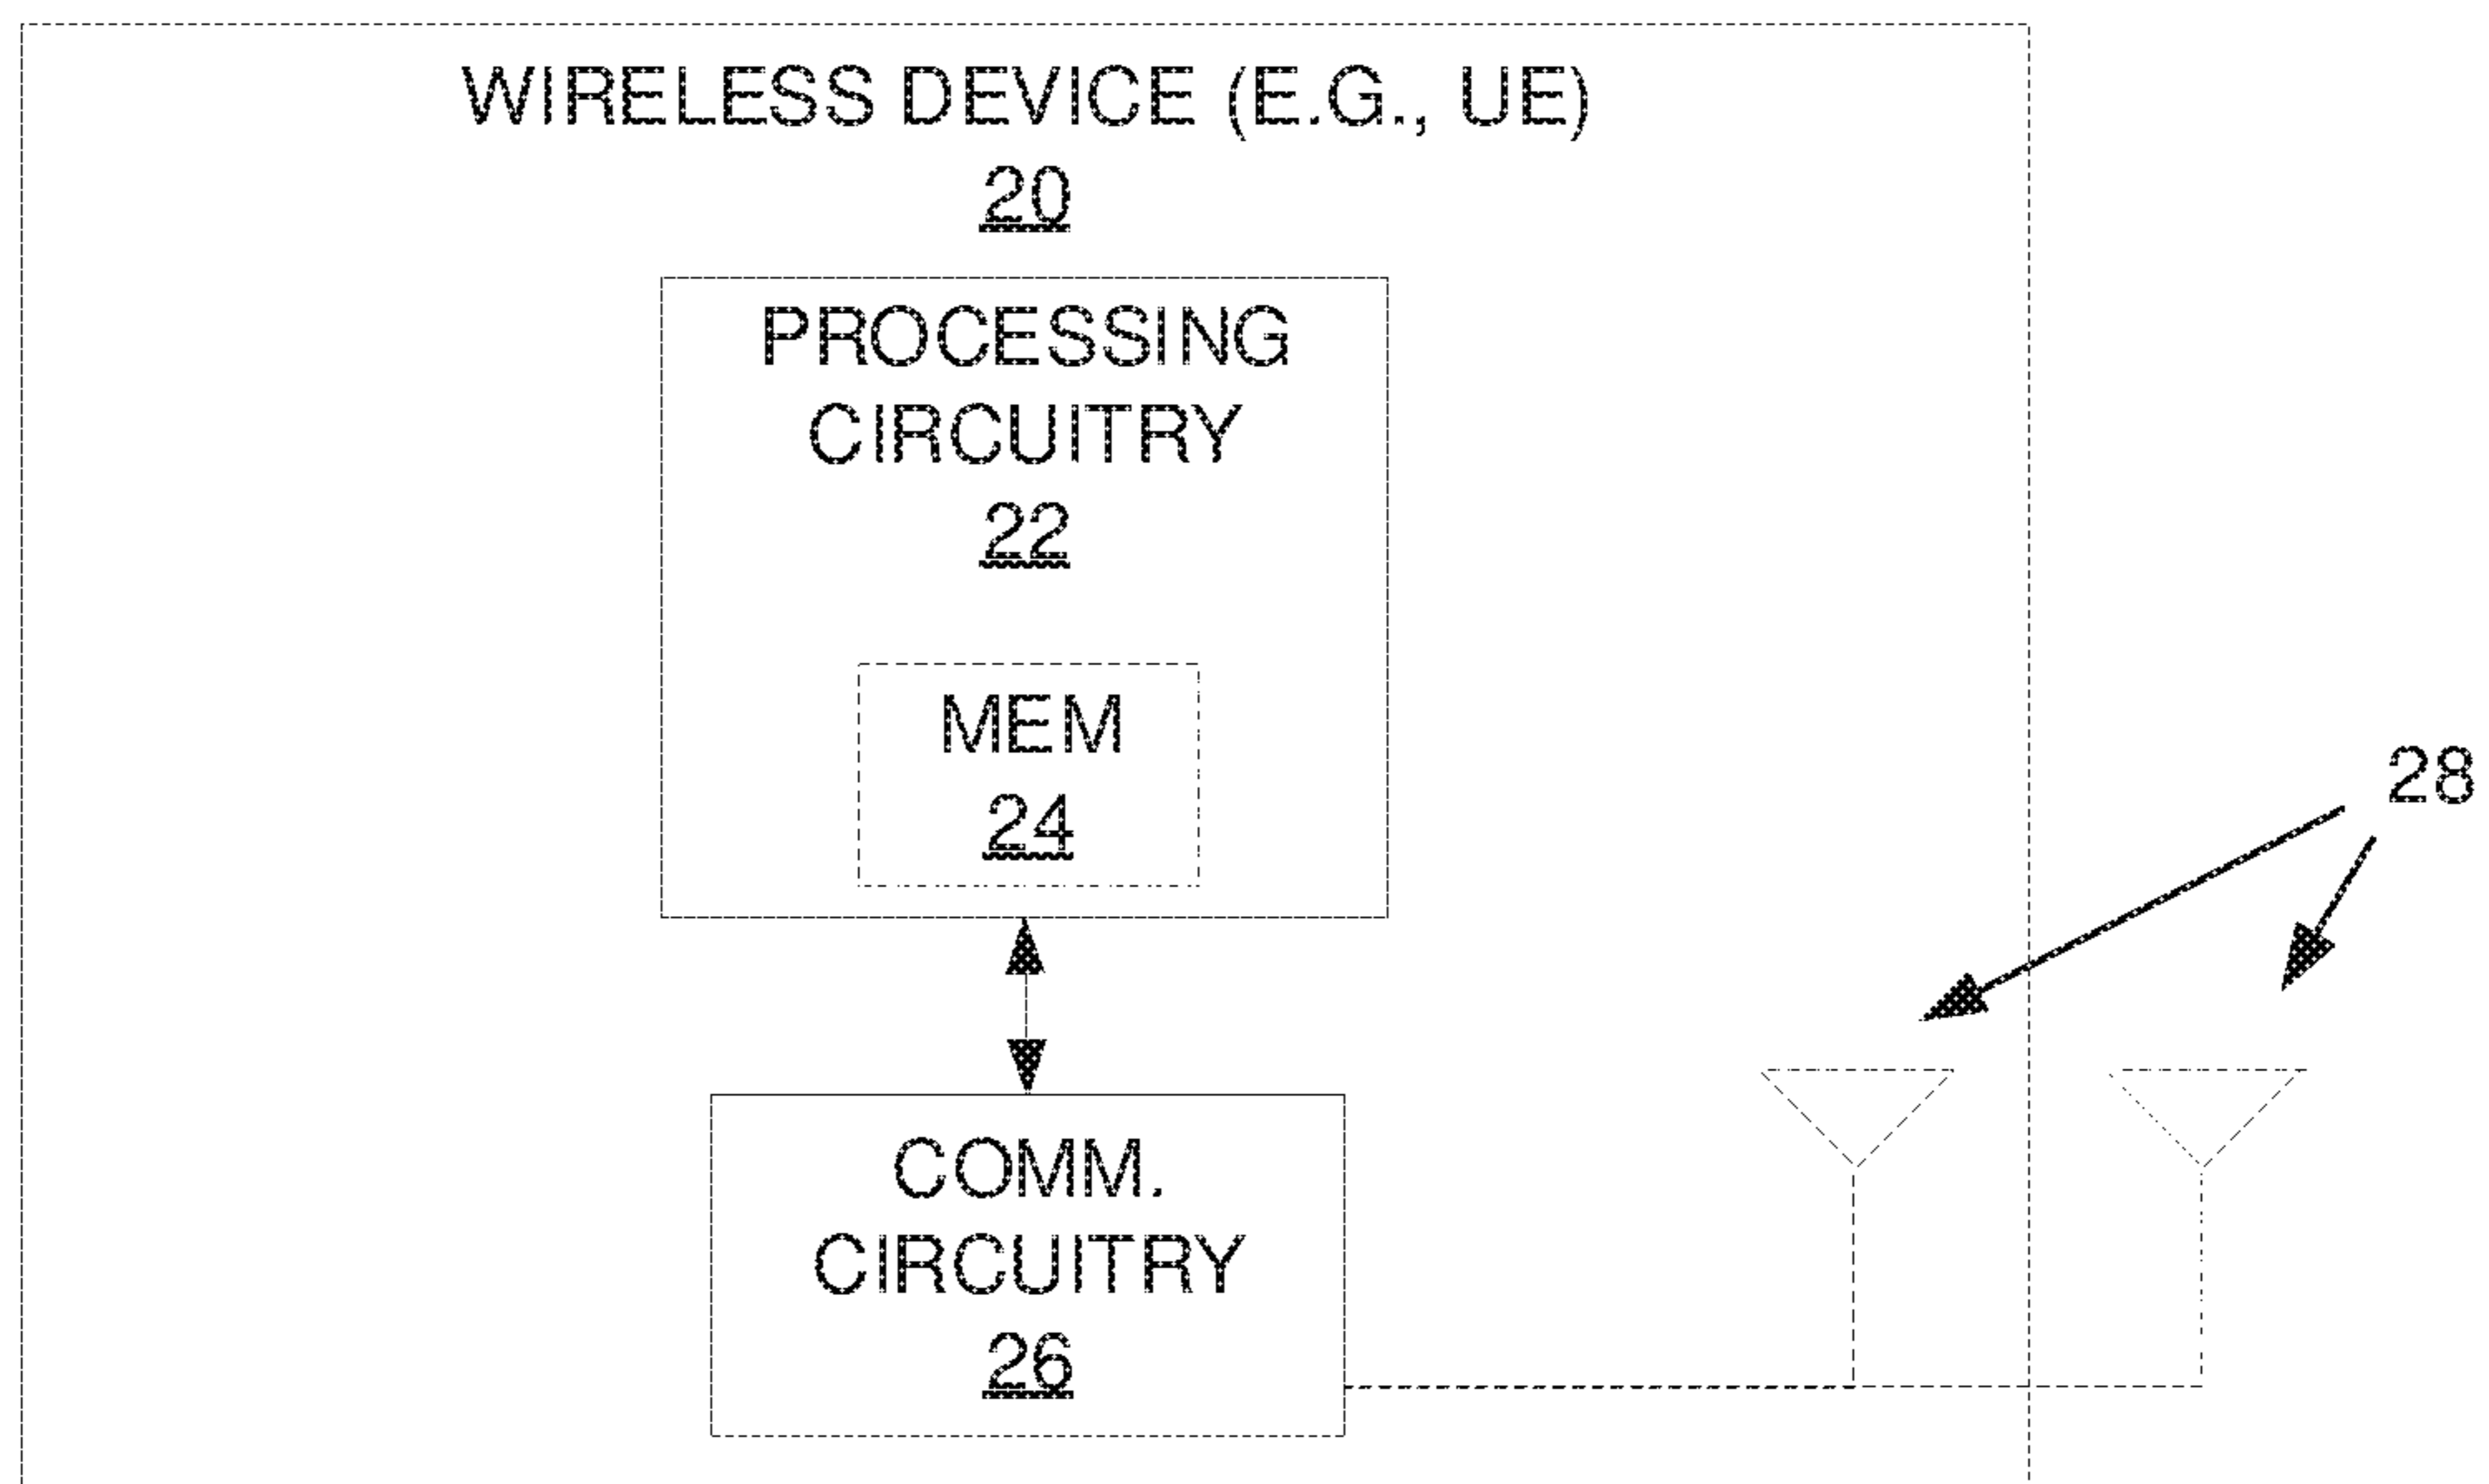 WIRELESS DEVICE (E.G., UE)
20
PROCESSING
CIRCUITRY
22
MEM
24
28
COMM.
CIRCUITRY
26